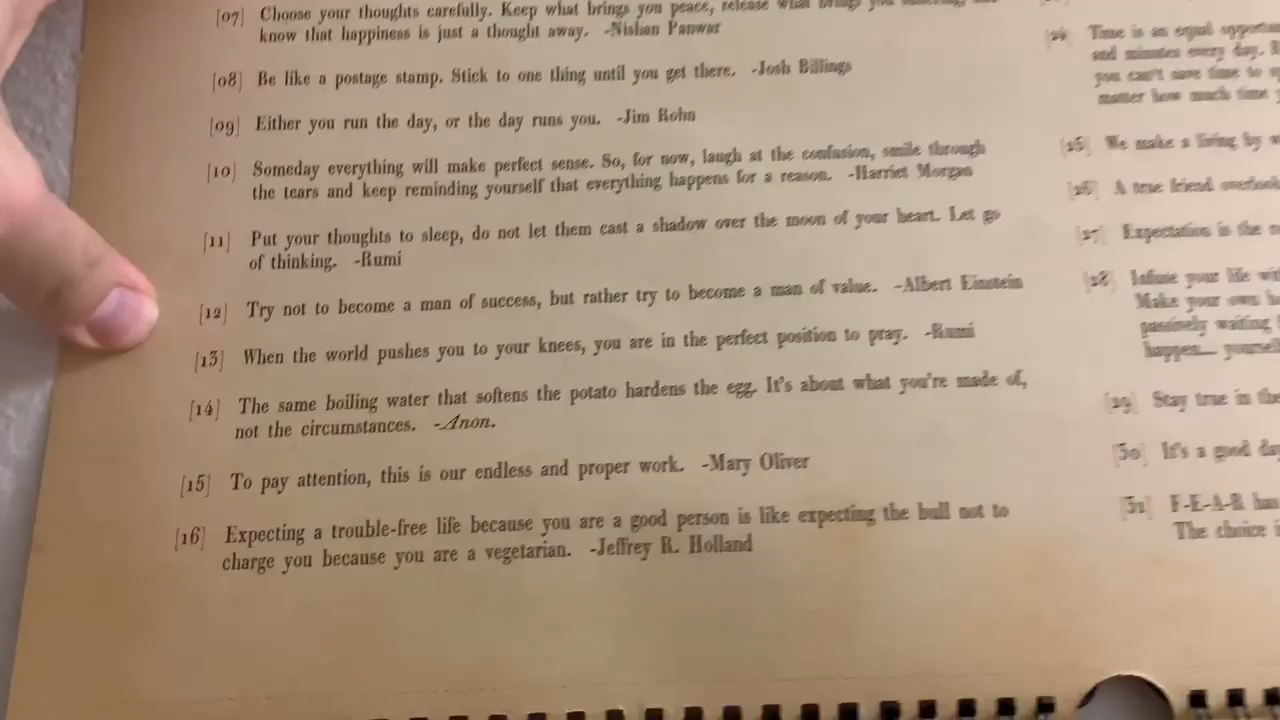 [07] Choose your thoughts carefully. Keep what brings you peace, release what brings you
know that happiness is just a thought away. -Nishan Panwar
[08] Be like a postage stamp. Stick to one thing until you get there. -Josh Billings
[09] Either you run the day, or the day runs you. -Jim Rohn
[10] Someday everything will make perfect sense. So, for now, laugh at the confusion, smile through
the tears and keep reminding yourself that everything happens for a reason. -Harriet Morgan
[11] Put your thoughts to sleep, do not let them cast a shadow over the moon of your heart. Let go
of thinking. -Rumi
[12] Try not to become a man of success, but rather try to become a man of value. -Albert Einstein
[13] When the world pushes you to your knees, you are in the perfect position to pray. -Rumi
[14] The same boiling water that softens the potato hardens the egg. It's about what you're made of,
not the circumstances. -Anon.
[15] To pay attention, this is our endless and proper work. -Mary Oliver
[16] Expecting a trouble-free life because you are a good person is like expecting the bull not to
charge you because you are a vegetarian. -Jeffrey R. Holland
Time is an equal
and minutes every day.
you can't save time to
matter how much time
[25] We make a living by
[26] A true friend
[27] Expectation is the
[28] Infuse your life
Make your own
passively waiting
happen... 
[29] Stay true in the
[30] It's a good
[31] F-E-A-R has
The choice